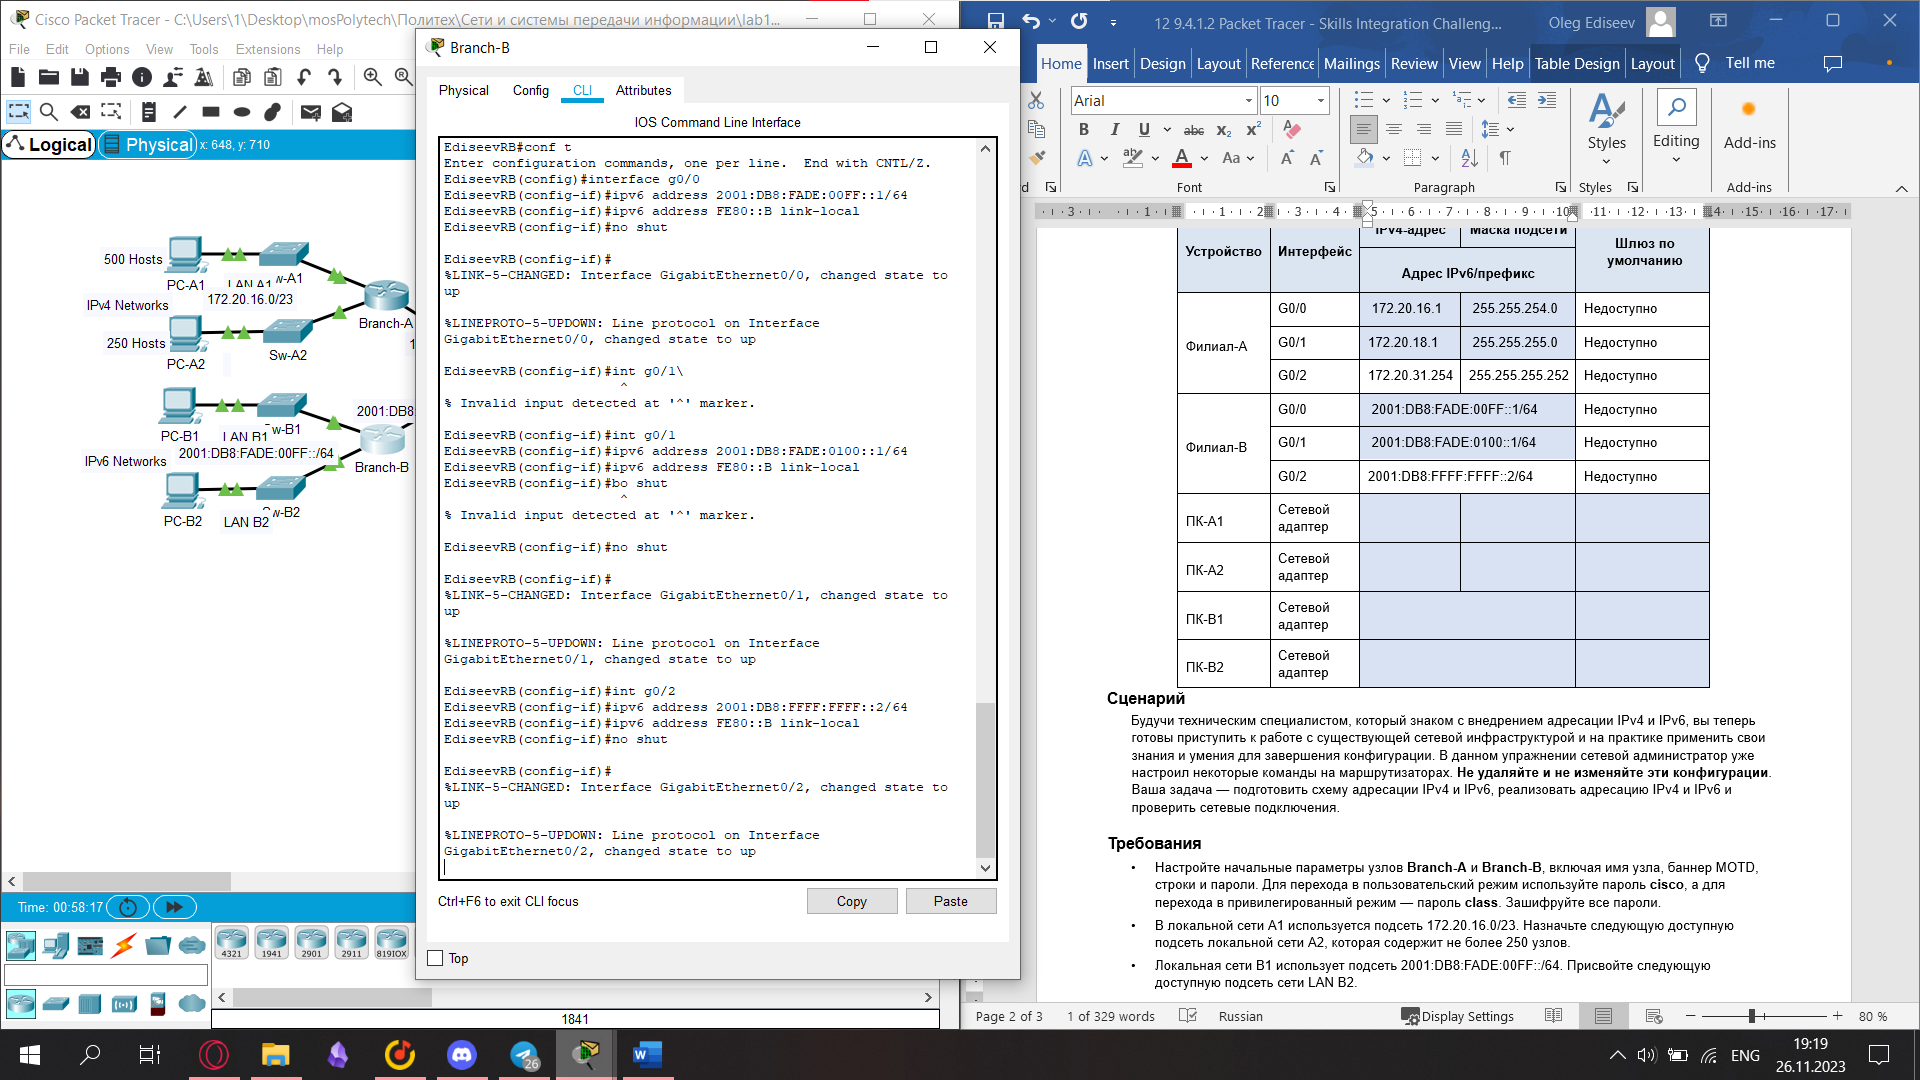 Cisco Packet Tracer - C:\Users\1\Desktop\mosPolytech\Политех\Сети и системы передачи информации\lab1...
File Edit Options View Tools Extensions Help
Logical
Physical
x: 648, y: 710
500 Hosts
PC-A1
LAN A1
w-A1
172.20.16.0/23
IPv4 Networks
Branch-A
250 Hosts
PC-A2
Sw-A2
1
PC-B1
LAN B1
w-B1
2001:DB8
2001:DB8:FADE:00FF::/64
IPv6 Networks
Branch-B
PC-B2
LAN B2
w-B2
Time: 00:58:17
4321
1941
2901
2911
819IOX
1841
Branch-B
Physical Config CLI Attributes
IOS Command Line Interface
EdiseevRB#conf t
Enter configuration commands, one per line.  End with CNTL/Z.
EdiseevRB(config)#interface g0/0
EdiseevRB(config-if)#ipv6 address 2001:DB8:FADE:00FF::1/64
EdiseevRB(config-if)#ipv6 address FE80::B link-local
EdiseevRB(config-if)#no shut
EdiseevRB(config-if)#
%LINK-5-CHANGED: Interface GigabitEthernet0/0, changed state to
up
%LINEPROTO-5-UPDOWN: Line protocol on Interface
GigabitEthernet0/0, changed state to up
EdiseevRB(config-if)#int g0/1\
^
% Invalid input detected at '^' marker.
EdiseevRB(config-if)#int g0/1
EdiseevRB(config-if)#ipv6 address 2001:DB8:FADE:0100::1/64
EdiseevRB(config-if)#ipv6 address FE80::B link-local
EdiseevRB(config-if)#bo shut
^
% Invalid input detected at '^' marker.
EdiseevRB(config-if)#no shut
EdiseevRB(config-if)#
%LINK-5-CHANGED: Interface GigabitEthernet0/1, changed state to
up
%LINEPROTO-5-UPDOWN: Line protocol on Interface
GigabitEthernet0/1, changed state to up
EdiseevRB(config-if)#int g0/2
EdiseevRB(config-if)#ipv6 address 2001:DB8:FFFF:FFFF::2/64
EdiseevRB(config-if)#ipv6 address FE80::B link-local
EdiseevRB(config-if)#no shut
EdiseevRB(config-if)#
%LINK-5-CHANGED: Interface GigabitEthernet0/2, changed state to
up
%LINEPROTO-5-UPDOWN: Line protocol on Interface
GigabitEthernet0/2, changed state to up
Ctrl+F6 to exit CLI focus
Copy
Paste
Top
12 9.4.1.2 Packet Tracer - Skills Integration Challeng...
Oleg Ediseev
Home Insert Design Layout Reference Mailings Review View Help Table Design Layout Tell me
Arial
10
Styles
Editing
Add-ins
d
Font
Paragraph
Styles
Add-ins
3 2 1 1 2 3 4 5 6 7 8 9 10 11 12 13 14 15 16 17
Устройство Интерфейс IPv4-адрес Маска подсети Шлюз по умолчанию
Адрес IPv6/префикс
Филиал-A G0/0 172.20.16.1 255.255.254.0 Недоступно
G0/1 172.20.18.1 255.255.255.0 Недоступно
G0/2 172.20.31.254 255.255.255.252 Недоступно
Филиал-B G0/0 2001:DB8:FADE:00FF::1/64 Недоступно
G0/1 2001:DB8:FADE:0100::1/64 Недоступно
G0/2 2001:DB8:FFFF:FFFF::2/64 Недоступно
ПК-A1 Сетевой адаптер
ПК-A2 Сетевой адаптер
ПК-B1 Сетевой адаптер
ПК-B2 Сетевой адаптер
Сценарий
Будучи техническим специалистом, который знаком с внедрением адресации IPv4 и IPv6, вы теперь
готовы приступить к работе с существующей сетевой инфраструктурой и на практике применить свои
знания и умения для завершения конфигурации. В данном упражнении сетевой администратор уже
настроил некоторые команды на маршрутизаторах. Не удаляйте и не изменяйте эти конфигурации.
Ваша задача — подготовить схему адресации IPv4 и IPv6, реализовать адресацию IPv4 и IPv6 и
проверить сетевые подключения.
Требования
• Настройте начальные параметры узлов Branch-A и Branch-B, включая имя узла, баннер MOTD,
строки и пароли. Для перехода в пользовательский режим используйте пароль cisco, а для
перехода в привилегированный режим — пароль class. Зашифруйте все пароли.
• В локальной сети A1 используется подсеть 172.20.16.0/23. Назначьте следующую доступную
подсеть локальной сети A2, которая содержит не более 250 узлов.
• Локальная сети B1 использует подсеть 2001:DB8:FADE:00FF::/64. Присвойте следующую
доступную подсеть сети LAN B2.
Page 2 of 3
1 of 329 words
Russian
Display Settings
80 %
26
ENG
19:19
26.11.2023